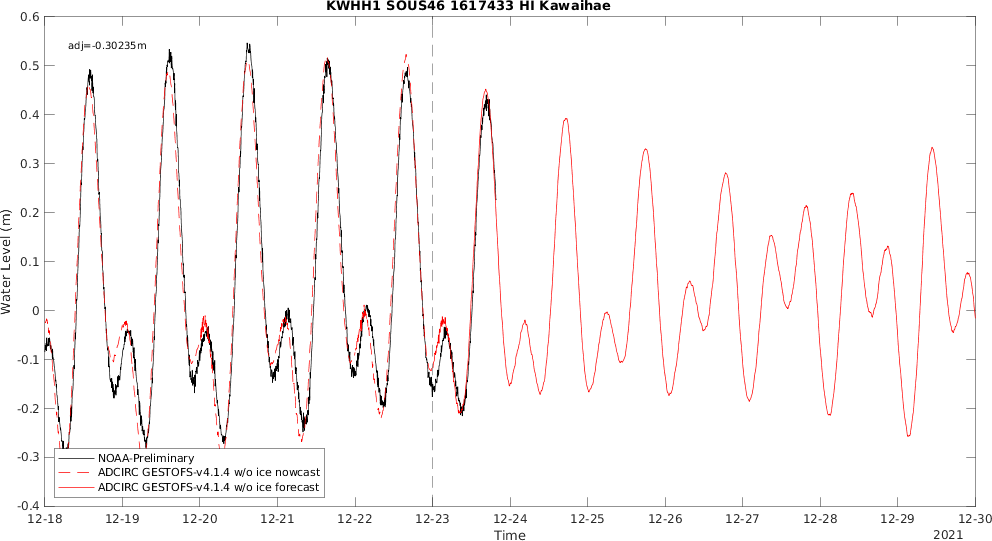 KWHH1 SOUS46 1617433 HI Kawaihae
adj=-0.30235m
0.6
0.5
0.4
0.3
0.2
0.1
0
-0.1
-0.2
-0.3
-0.4
Water Level (m)
NOAA-Preliminary
ADCIRC GESTOFS-v4.1.4 w/o ice nowcast
ADCIRC GESTOFS-v4.1.4 w/o ice forecast
12-18 12-19 12-20 12-21 12-22 12-23 12-24 12-25 12-26 12-27 12-28 12-29 12-30
Time
2021